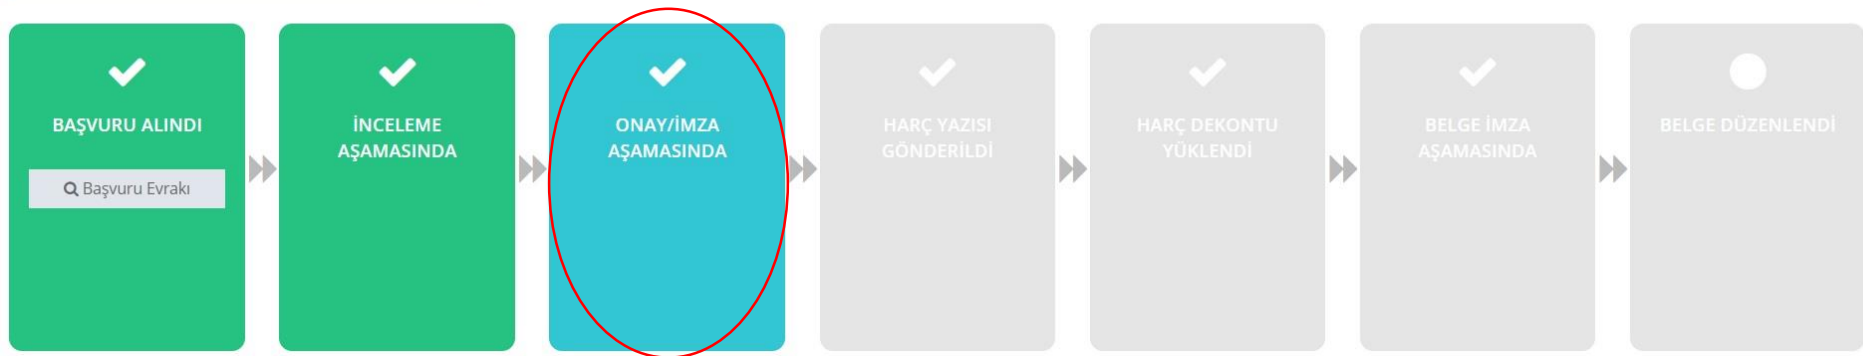 BAŞVURU ALINDI
Başvuru Evrakı
İNCELEME
AŞAMASINDA
ONAY/İMZA
AŞAMASINDA
HARÇ YAZISI
GÖNDERİLDİ
HARÇ DEKONTU
YÜKLENDİ
BELGE İMZA
AŞAMASINDA
BELGE DÜZENLENDİ